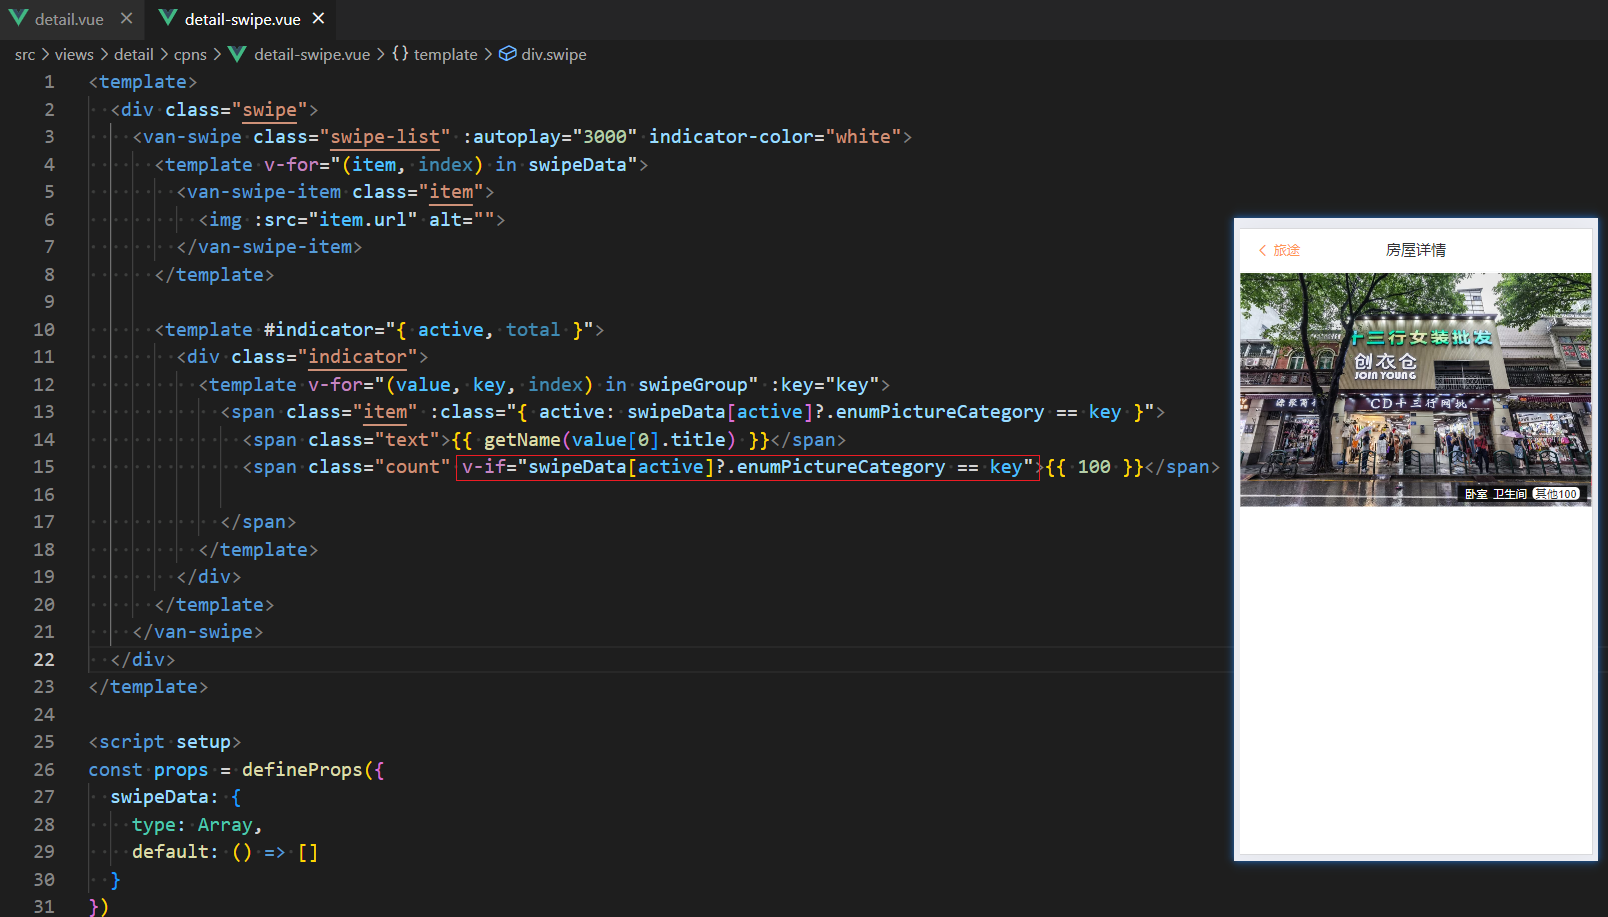 detail.vue
detail-swipe.vue
src > views > detail > cpns > detail-swipe.vue > {} template > div.swipe
1 <template>
2 <div class="swipe">
3 <van-swipe class="swipe-list" :autoplay="3000" indicator-color="white">
4 <template v-for="(item, index) in swipeData">
5 <van-swipe-item class="item">
6 <img :src="item.url" alt="">
7 </van-swipe-item>
8 </template>
9
10 <template #indicator="{ active, total }">
11 <div class="indicator">
12 <template v-for="(value, key, index) in swipeGroup" :key="key">
13 <span class="item" :class="{ active: swipeData[active]?.enumPictureCategory == key }">
14 <span class="text">{{ getName(value[0].title) }}</span>
15 <span class="count" v-if="swipeData[active]?.enumPictureCategory == key">{{ 100 }}</span>
16
17 </span>
18 </template>
19 </div>
20 </template>
21 </van-swipe>
22 </div>
23 </template>
24
25 <script setup>
26 const props = defineProps({
27 swipeData: {
28 type: Array,
29 default: () => []
30 }
31 })
旅途
房屋详情
十三行女装批发
创衣仓
JOIN YOUNG
CD十三行网批
卧室 卫生间 其他100